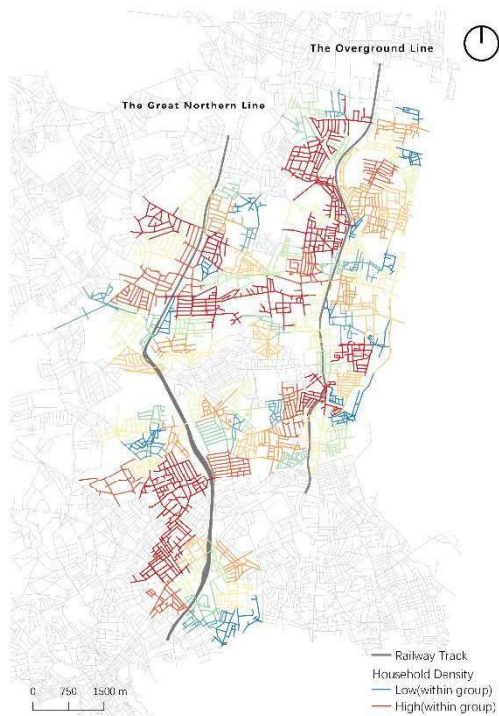 The Overground Line
The Great Northern Line
Railway Track
Household Density
Low(within group)
High(within group)
0 750 1500 m